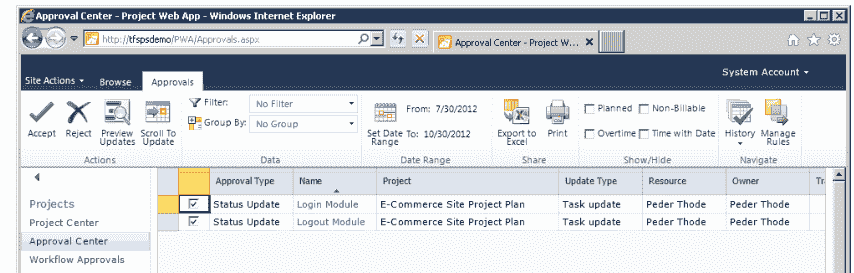 Approval Center - Project Web App - Windows Internet Explorer
http://tfspsdemo/PWA/Approvals.aspx
Approval Center - Project W...
Site Actions Browse Approvals System Account
Accept Reject Preview Updates Scroll To Update
Filter: No Filter
Group By: No Group
Set Date Range
From: 7/30/2012
To: 10/30/2012
Export to Excel Print
Planned Non-Billable
Overtime Time with Date
History Manage Rules
Actions Data Date Range Share Show/Hide Navigate
Approval Type Name Project Update Type Resource Owner Tr
Status Update Login Module E-Commerce Site Project Plan Task update Peder Thode Peder Thode
Status Update Logout Module E-Commerce Site Project Plan Task update Peder Thode Peder Thode
Projects
Project Center
Approval Center
Workflow Approvals